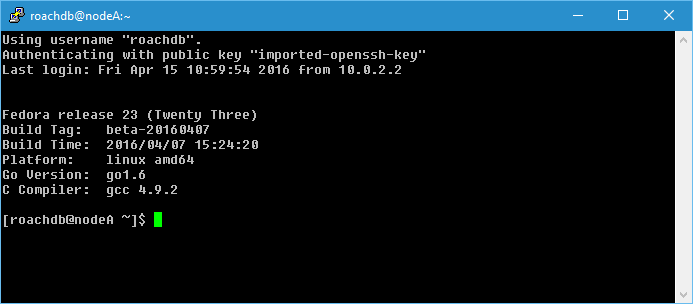 roachdb@nodeA:~
Using username "roachdb".
Authenticating with public key "imported-openssh-key"
Last login: Fri Apr 15 10:59:54 2016 from 10.0.2.2
Fedora release 23 (Twenty Three)
Build Tag:   beta-20160407
Build Time:  2016/04/07 15:24:20
Platform:    linux amd64
Go Version:  go1.6
C Compiler:  gcc 4.9.2
[roachdb@nodeA ~]$